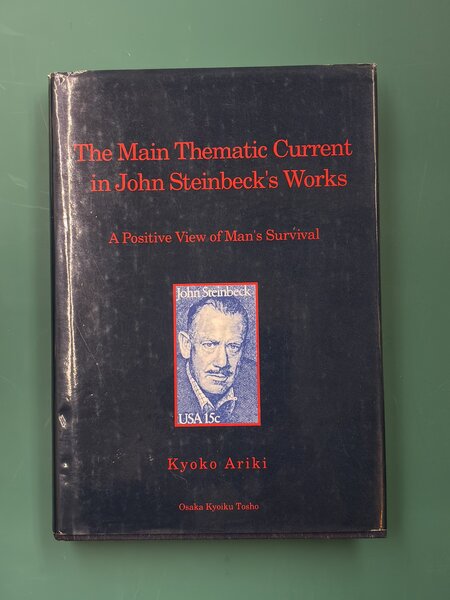 The Main Thematic Current
in John Steinbeck's Works
A Positive View of Man's Survival
John Steinbeck
USA 15c
Kyoko Ariki
Osaka Kyoiku Tosho